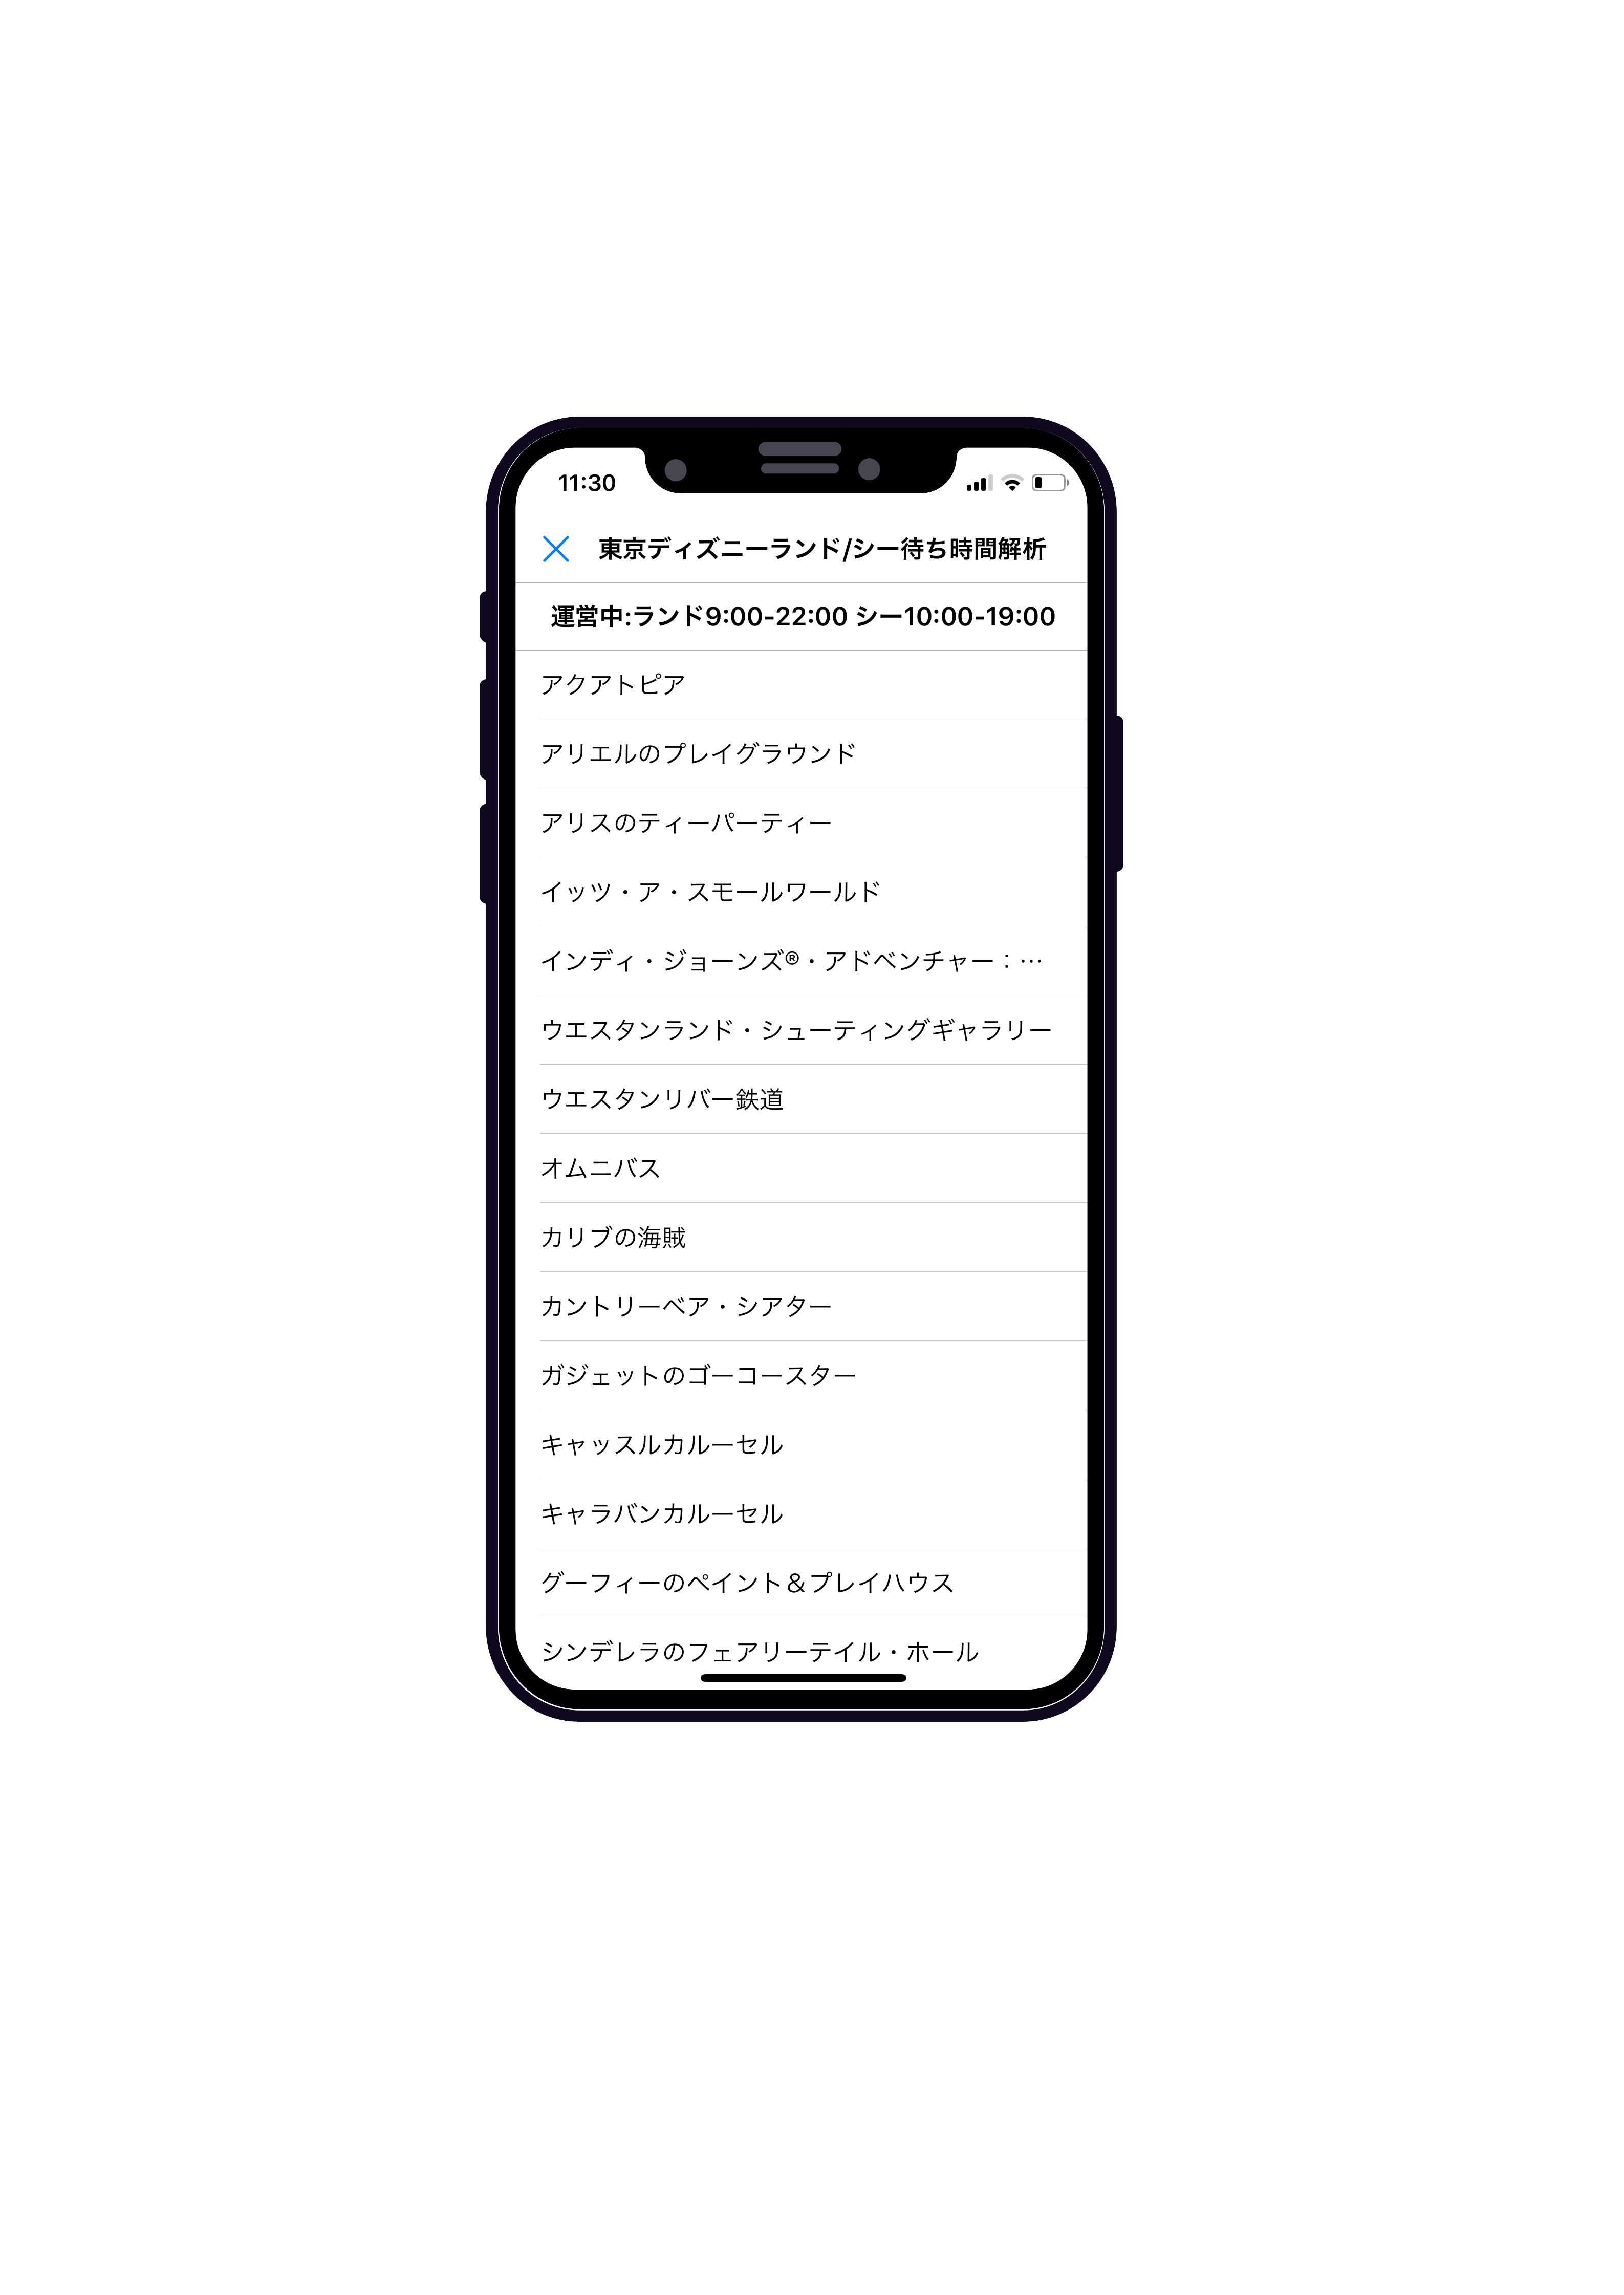 11:30
東京ディズニーランド/シー待ち時間解析
運営中:ランド9:00-22:00 シー10:00-19:00
アクアトピア
アリエルのプレイグラウンド
アリスのティーパーティー
イッツ・ア・スモールワールド
インディ・ジョーンズ®・アドベンチャー：…
ウエスタンランド・シューティングギャラリー
ウエスタンリバー鉄道
オムニバス
カリブの海賊
カントリーベア・シアター
ガジェットのゴーコースター
キャッスルカルーセル
キャラバンカルーセル
グーフィーのペイント＆プレイハウス
シンデレラのフェアリーテイル・ホール